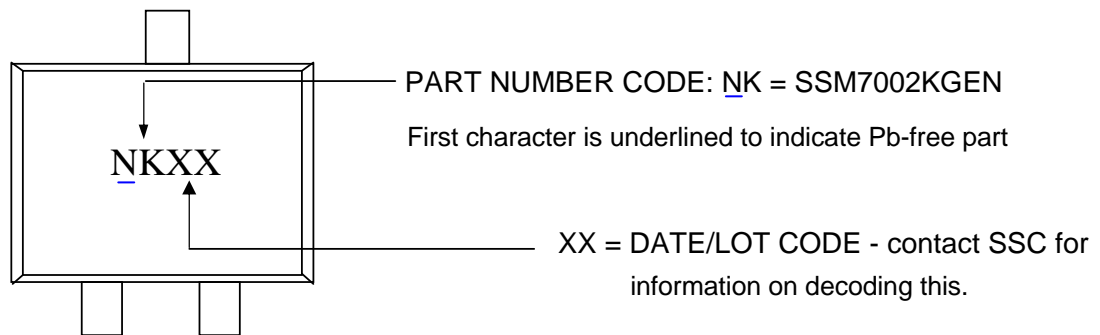 PART NUMBER CODE: NK = SSM7002KGEN
First character is underlined to indicate Pb-free part
NKXX
XX = DATE/LOT CODE - contact SSC for
information on decoding this.